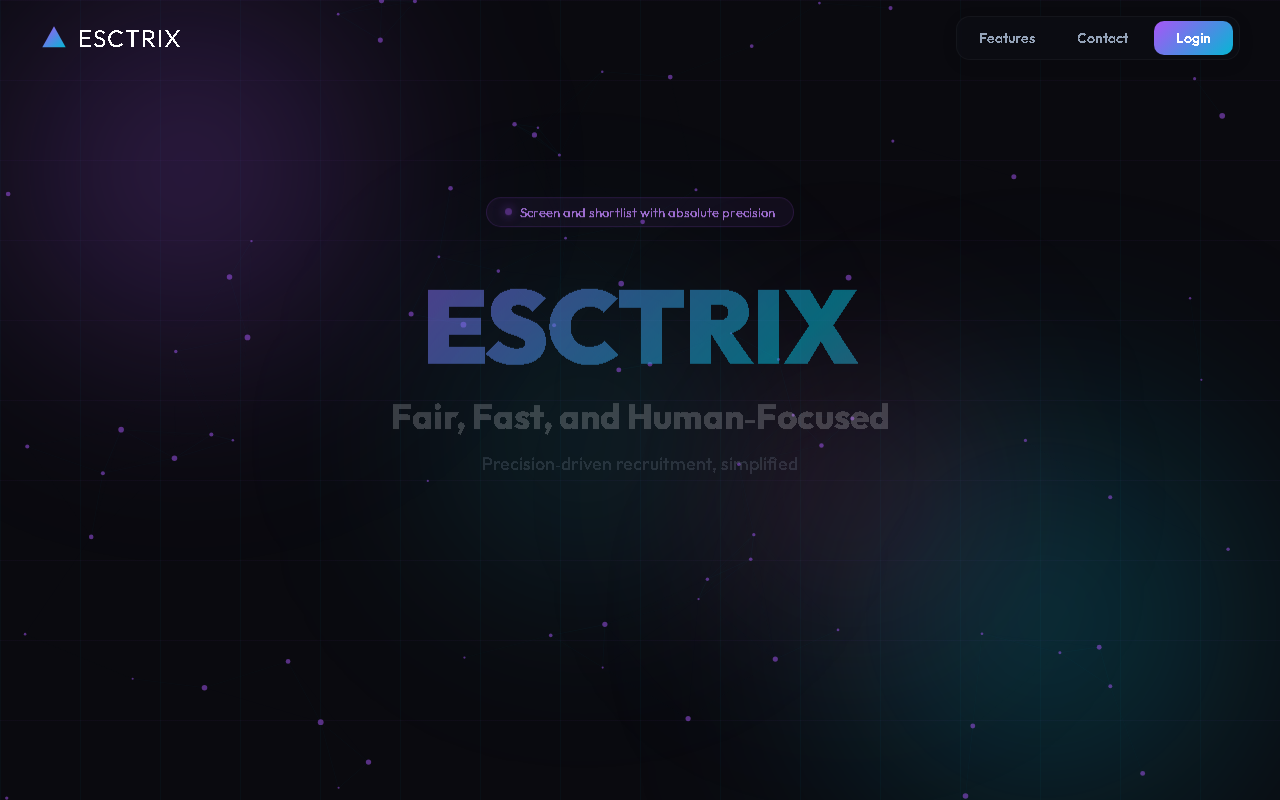 ESCTRIX
Features
Contact
Login
Screen and shortlist with absolute precision
ESCTRIX
Fair, Fast, and Human-Focused
Precision-driven recruitment, simplified